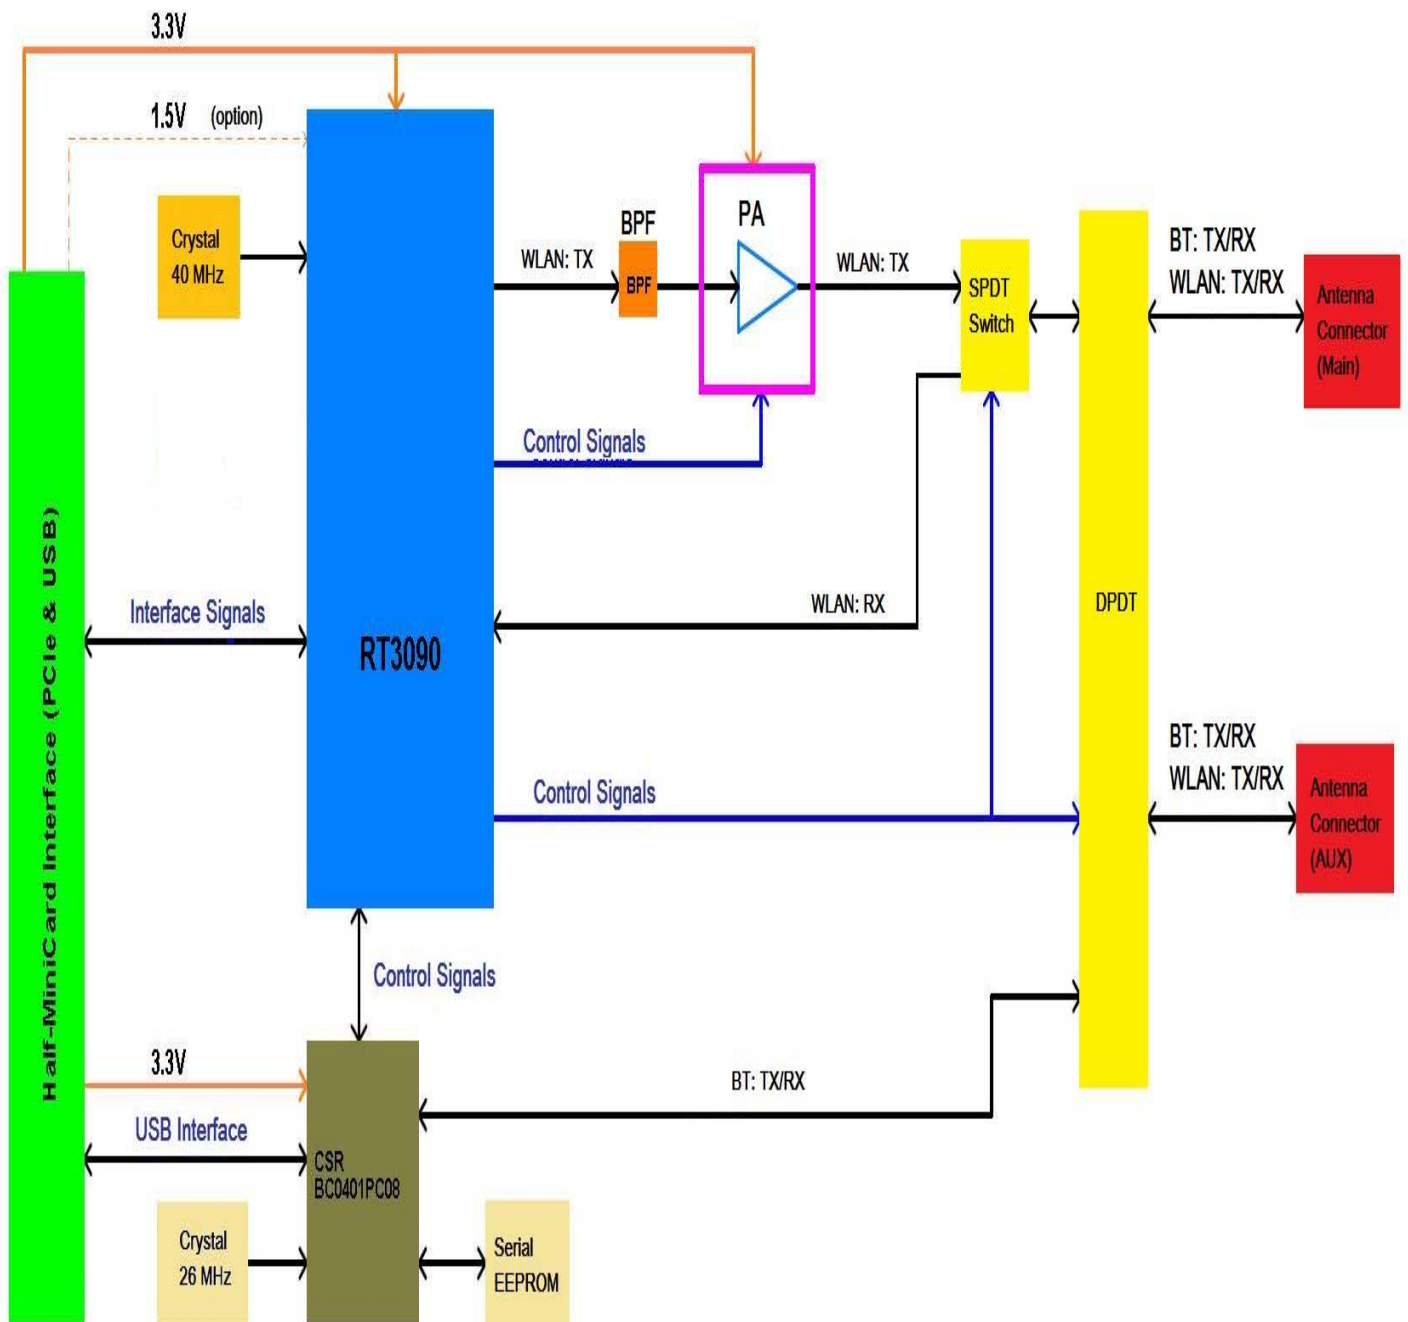 3.3V
1.5V (option)
Crystal
40 MHz
BPF
PA
WLAN: TX
BPF
WLAN: TX
SPDT
Switch
BT: TX/RX
WLAN: TX/RX
Antenna
Connector
(Main)
Control Signals
Interface Signals
WLAN: RX
RT3090
DPDT
Half-MiniCard Interface (PCIe & USB)
Control Signals
BT: TX/RX
WLAN: TX/RX
Antenna
Connector
(AUX)
Control Signals
3.3V
BT: TX/RX
USB Interface
CSR
BC0401PC08
Crystal
26 MHz
Serial
EEPROM